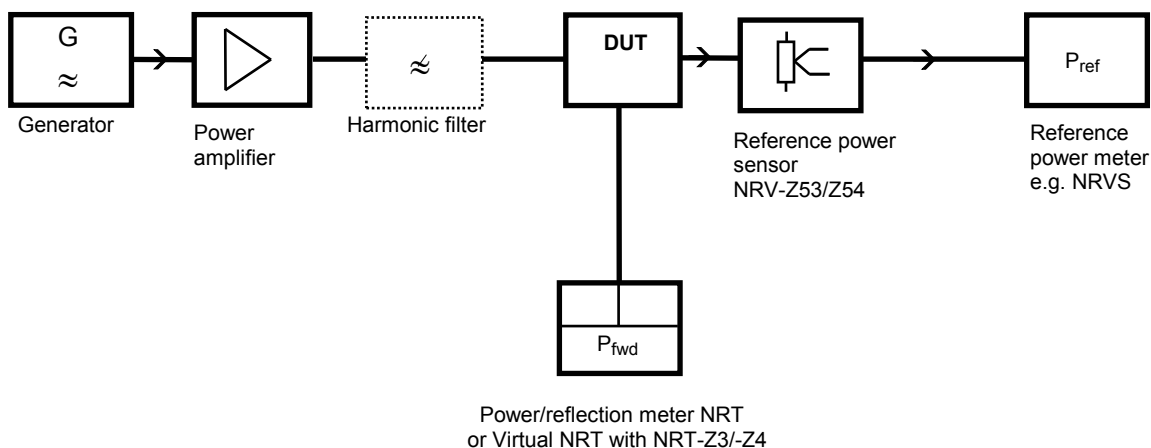 G
≈
DUT
P_ref
Generator
Power
amplifier
Harmonic filter
Reference power
sensor
NRV-Z53/Z54
Reference
power meter
e.g. NRVS
P_fwd
Power/reflection meter NRT
or Virtual NRT with NRT-Z3/-Z4